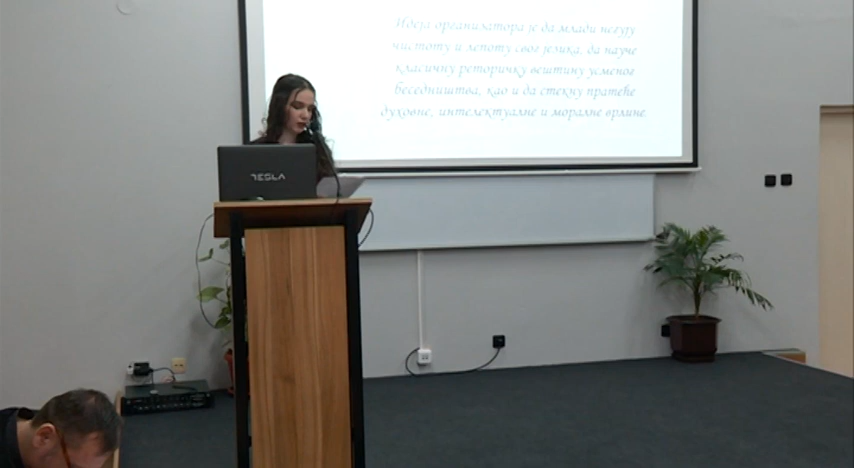 Идеја организатора је да млади негују
чистоту и лепоту свог језика, да науче
класичну реторичку вештину усменог
беседништва, као и да стекну пратеће
духовне, интелектуалне и моралне врлине.
TESLA